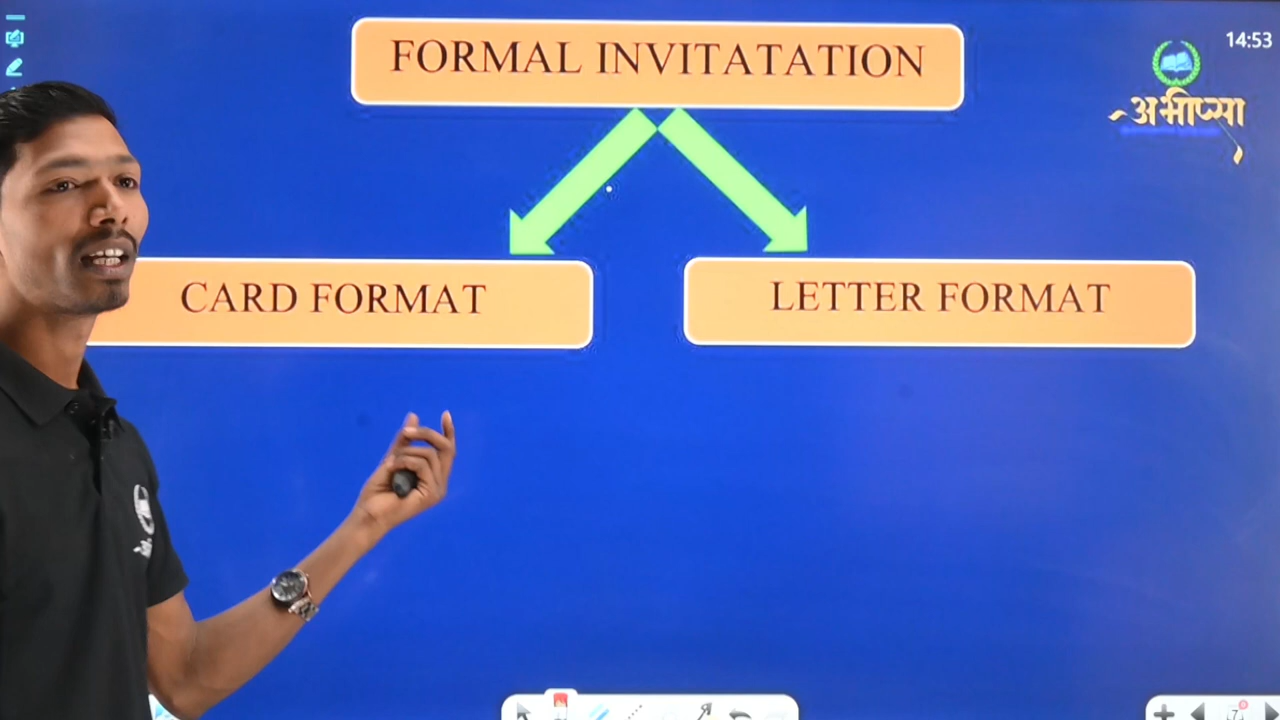 FORMAL INVITATATION
14:53
अभीप्सा
CARD FORMAT
LETTER FORMAT